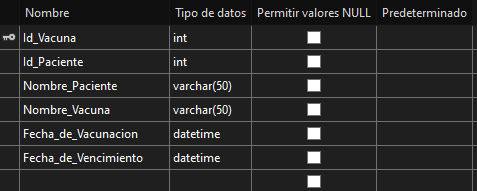 Nombre Tipo de datos Permitir valores NULL Predeterminado
Id_Vacuna int
Id_Paciente int
Nombre_Paciente varchar(50)
Nombre_Vacuna varchar(50)
Fecha_de_Vacunacion datetime
Fecha_de_Vencimiento datetime